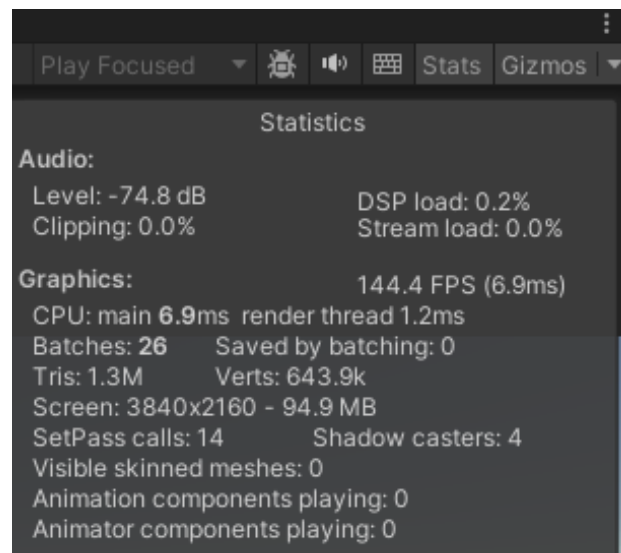 Play Focused Stats Gizmos
Statistics
Audio:
Level: -74.8 dB DSP load: 0.2%
Clipping: 0.0% Stream load: 0.0%
Graphics: 144.4 FPS (6.9ms)
CPU: main 6.9ms render thread 1.2ms
Batches: 26 Saved by batching: 0
Tris: 1.3M Verts: 643.9k
Screen: 3840x2160 - 94.9 MB
SetPass calls: 14 Shadow casters: 4
Visible skinned meshes: 0
Animation components playing: 0
Animator components playing: 0